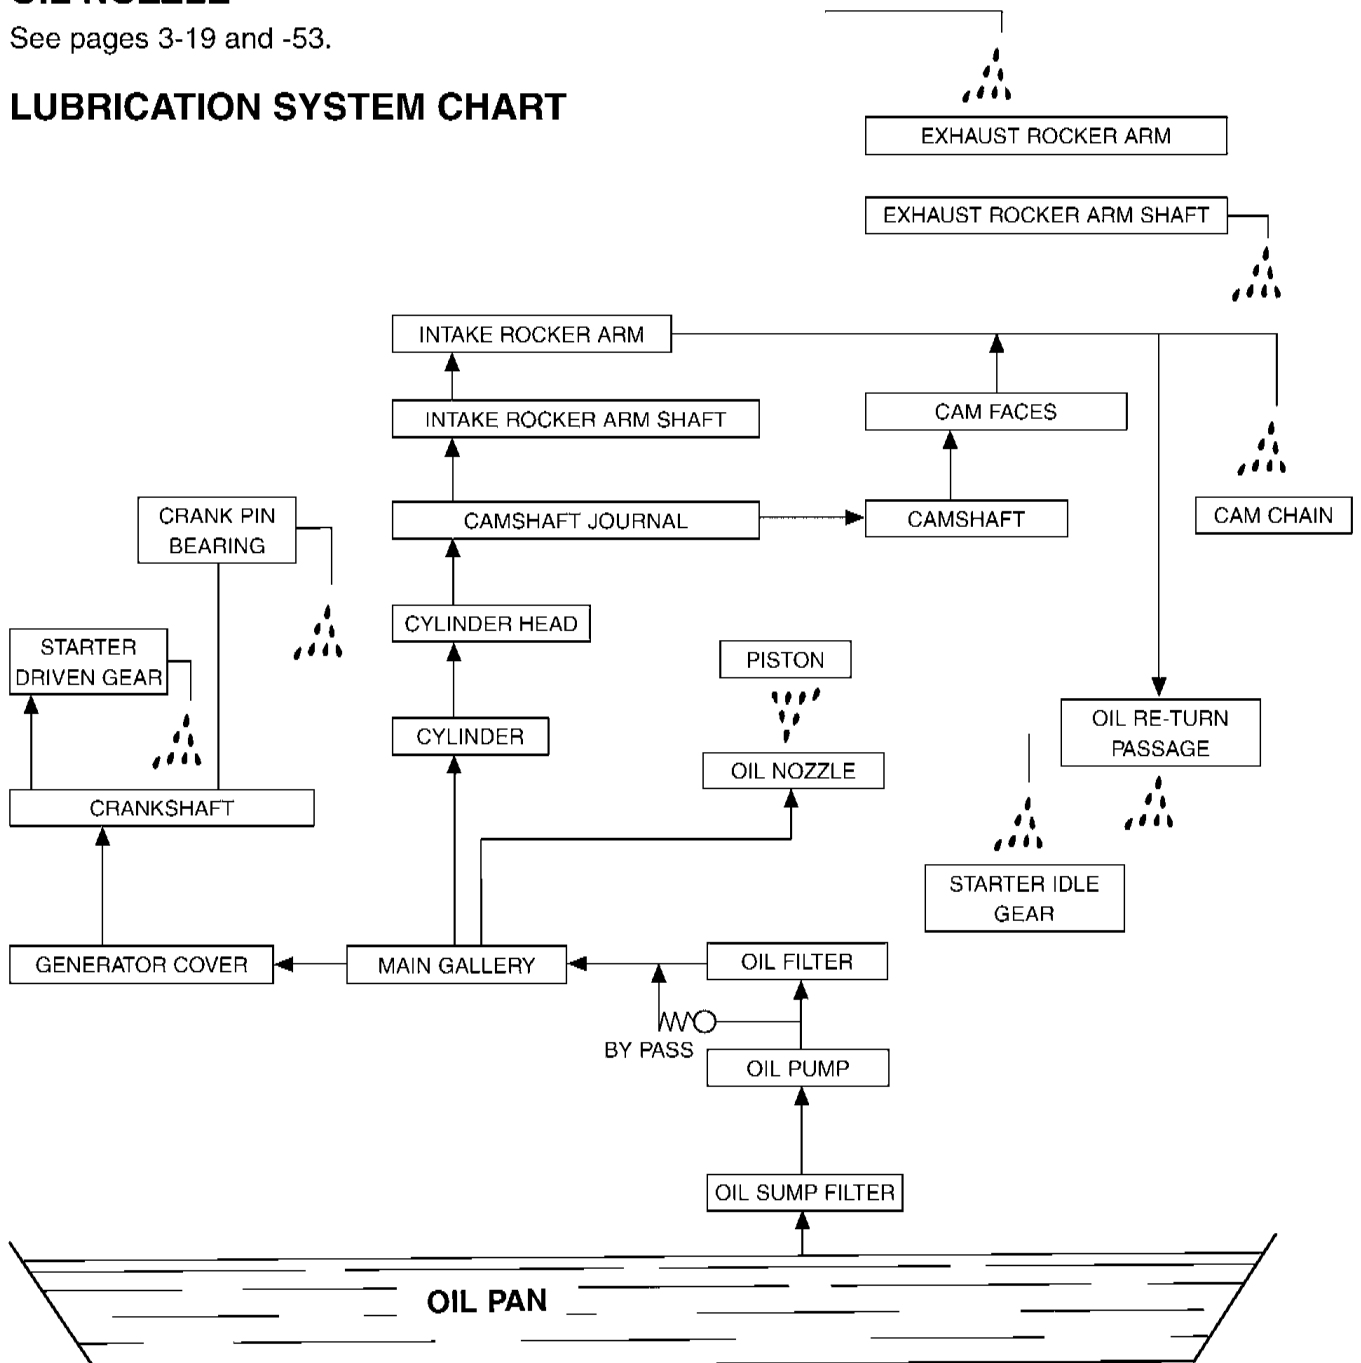 OIL NOZZLE
See pages 3-19 and -53.
LUBRICATION SYSTEM CHART
EXHAUST ROCKER ARM
EXHAUST ROCKER ARM SHAFT
INTAKE ROCKER ARM
INTAKE ROCKER ARM SHAFT
CAM FACES
CRANK PIN
BEARING
CAMSHAFT JOURNAL
CAMSHAFT
CAM CHAIN
CYLINDER HEAD
STARTER
DRIVEN GEAR
PISTON
CYLINDER
OIL RE-TURN
PASSAGE
OIL NOZZLE
CRANKSHAFT
STARTER IDLE
GEAR
GENERATOR COVER
MAIN GALLERY
OIL FILTER
BY PASS
OIL PUMP
OIL SUMP FILTER
OIL PAN